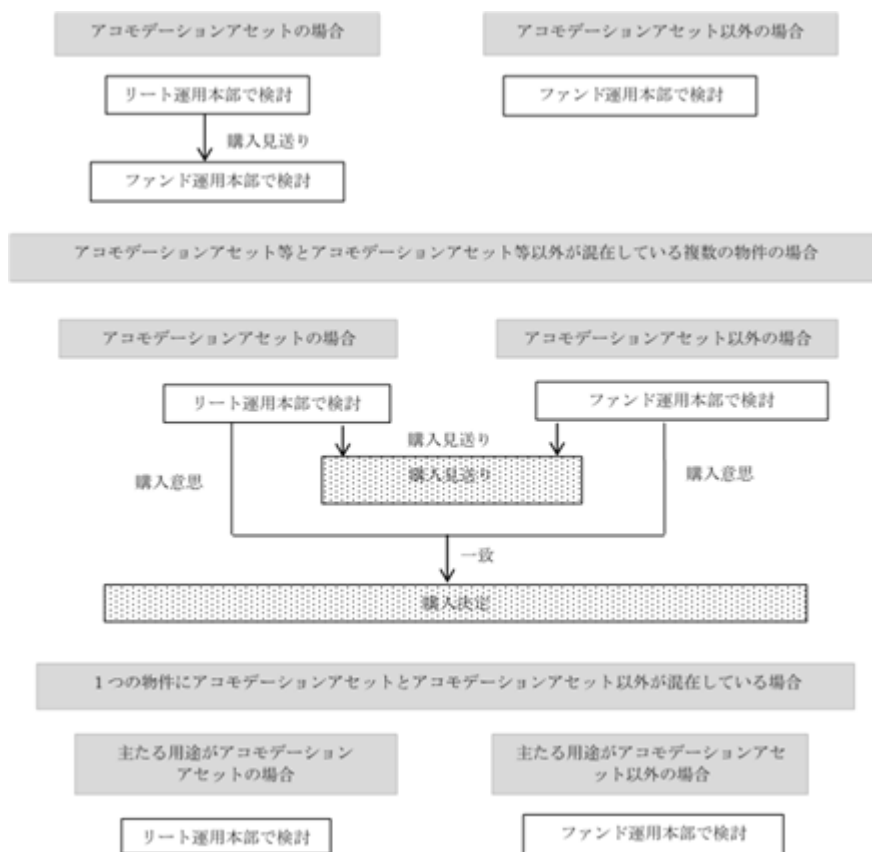 アコモデーションアセットの場合
アコモデーションアセット以外の場合
リート運用本部で検討
ファンド運用本部で検討
購入見送り
ファンド運用本部で検討
アコモデーションアセット等とアコモデーションアセット等以外が混在している複数の物件の場合
アコモデーションアセットの場合
アコモデーションアセット以外の場合
リート運用本部で検討
ファンド運用本部で検討
購入見送り
購入意思
購入見送り
購入意思
一致
購入決定
1つの物件にアコモデーションアセットとアコモデーションアセット以外が混在している場合
主たる用途がアコモデーション
アセットの場合
主たる用途がアコモデーションアセ
ット以外の場合
リート運用本部で検討
ファンド運用本部で検討